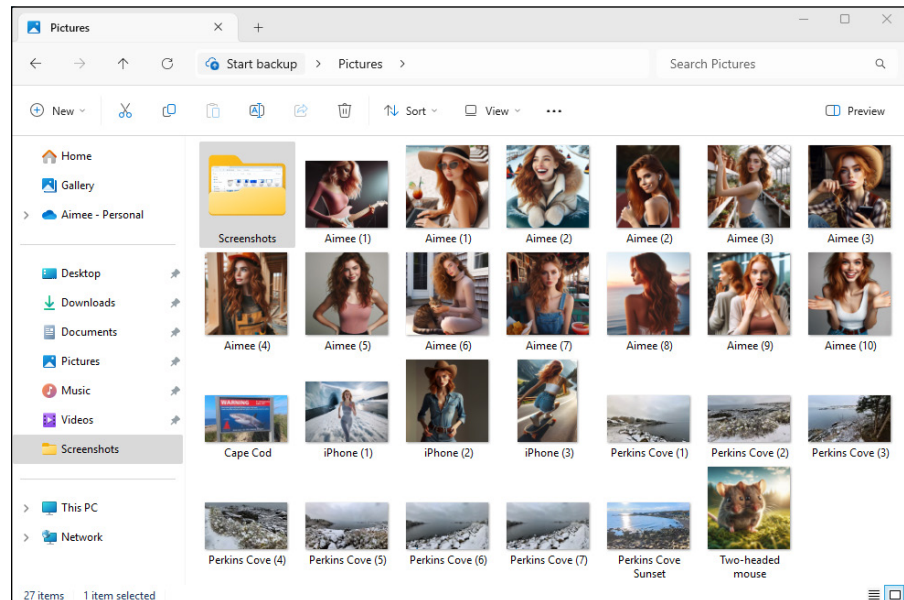 Pictures
Start backup > Pictures >
Search Pictures
New
Sort
View
Preview
Home
Gallery
Aimee - Personal
Desktop
Downloads
Documents
Pictures
Music
Videos
Screenshots
This PC
Network
Screenshots
Aimee (1)
Aimee (1)
Aimee (2)
Aimee (2)
Aimee (3)
Aimee (3)
Aimee (4)
Aimee (5)
Aimee (6)
Aimee (7)
Aimee (8)
Aimee (9)
Aimee (10)
WARNING
Cape Cod
iPhone (1)
iPhone (2)
iPhone (3)
Perkins Cove (1)
Perkins Cove (2)
Perkins Cove (3)
Perkins Cove (4)
Perkins Cove (5)
Perkins Cove (6)
Perkins Cove (7)
Perkins Cove
Sunset
Two-headed
mouse
27 items
1 item selected